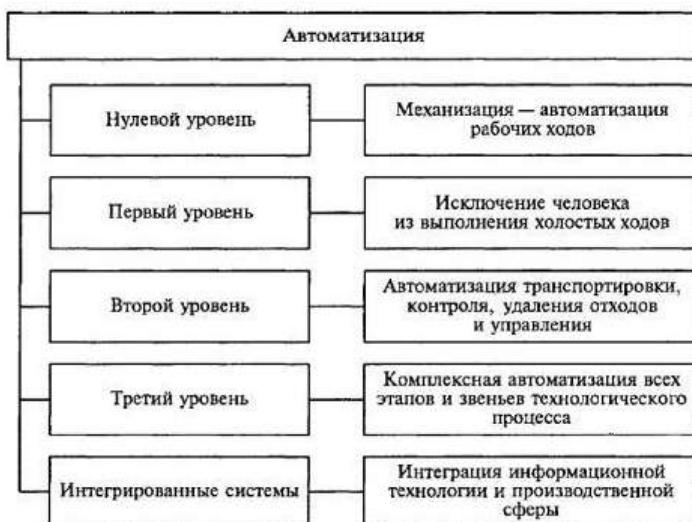 Автоматизация
Нулевой уровень
Механизация — автоматизация
рабочих ходов
Первый уровень
Исключение человека
из выполнения холостых ходов
Второй уровень
Автоматизация транспортировки,
контроля, удаления отходов
и управления
Третий уровень
Комплексная автоматизация всех
этапов и звеньев технологического
процесса
Интегрированные системы
Интеграция информационной
технологии и производственной
сферы